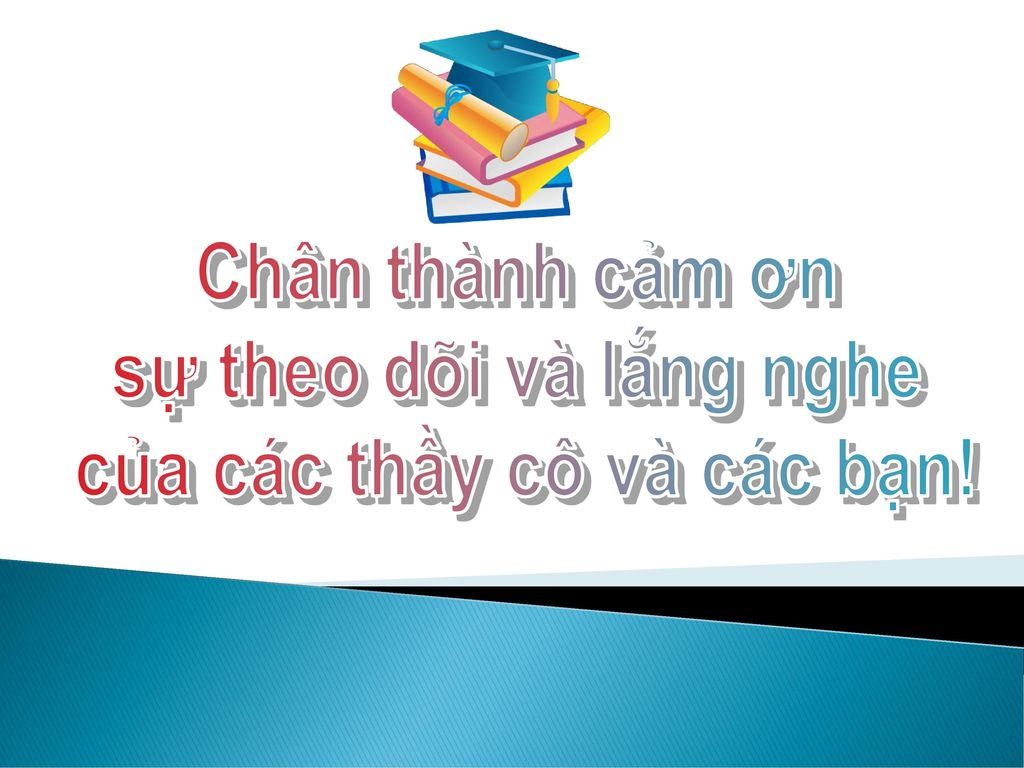 Chân thành cảm ơn
sự theo dõi và lắng nghe
của các thầy cô và các bạn!